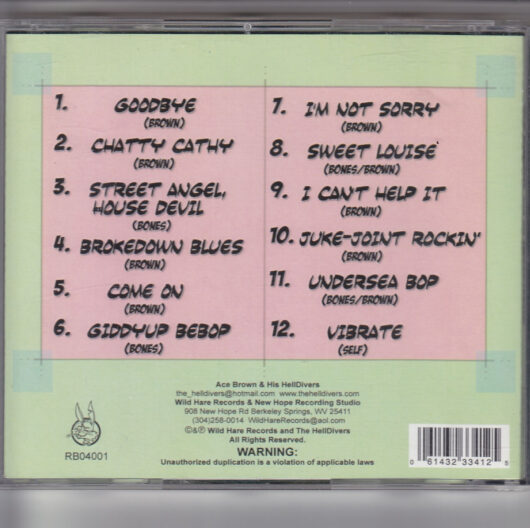 1. GOODBYE
(BROWN)
2. CHATTY CATHY
(BROWN)
3. STREET ANGEL,
HOUSE DEVIL
(BONES)
4. BROKEDOWN BLUES
(BROWN)
5. COME ON
(BROWN)
6. GIDDYUP BEBOP
(BONES)
7. I'M NOT SORRY
(BROWN)
8. SWEET LOUISE
(BONES/BROWN)
9. I CAN'T HELP IT
(BROWN)
10. JUKE-JOINT ROCKIN'
(BROWN)
11. UNDERSEA BOP
(BONES/BROWN)
12. VIBRATE
(SELF)
Ace Brown & His HellDivers
the_helldivers@hotmail.com www.thehelldivers.com
Wild Hare Records & New Hope Recording Studio
908 New Hope Rd Berkeley Springs, WV 25411
(304)258-0014 WildHareRecords@aol.com
©&℗ Wild Hare Records and The HellDivers
All Rights Reserved.
WARNING:
Unauthorized duplication is a violation of applicable laws
RB04001
0 61432 33412 5